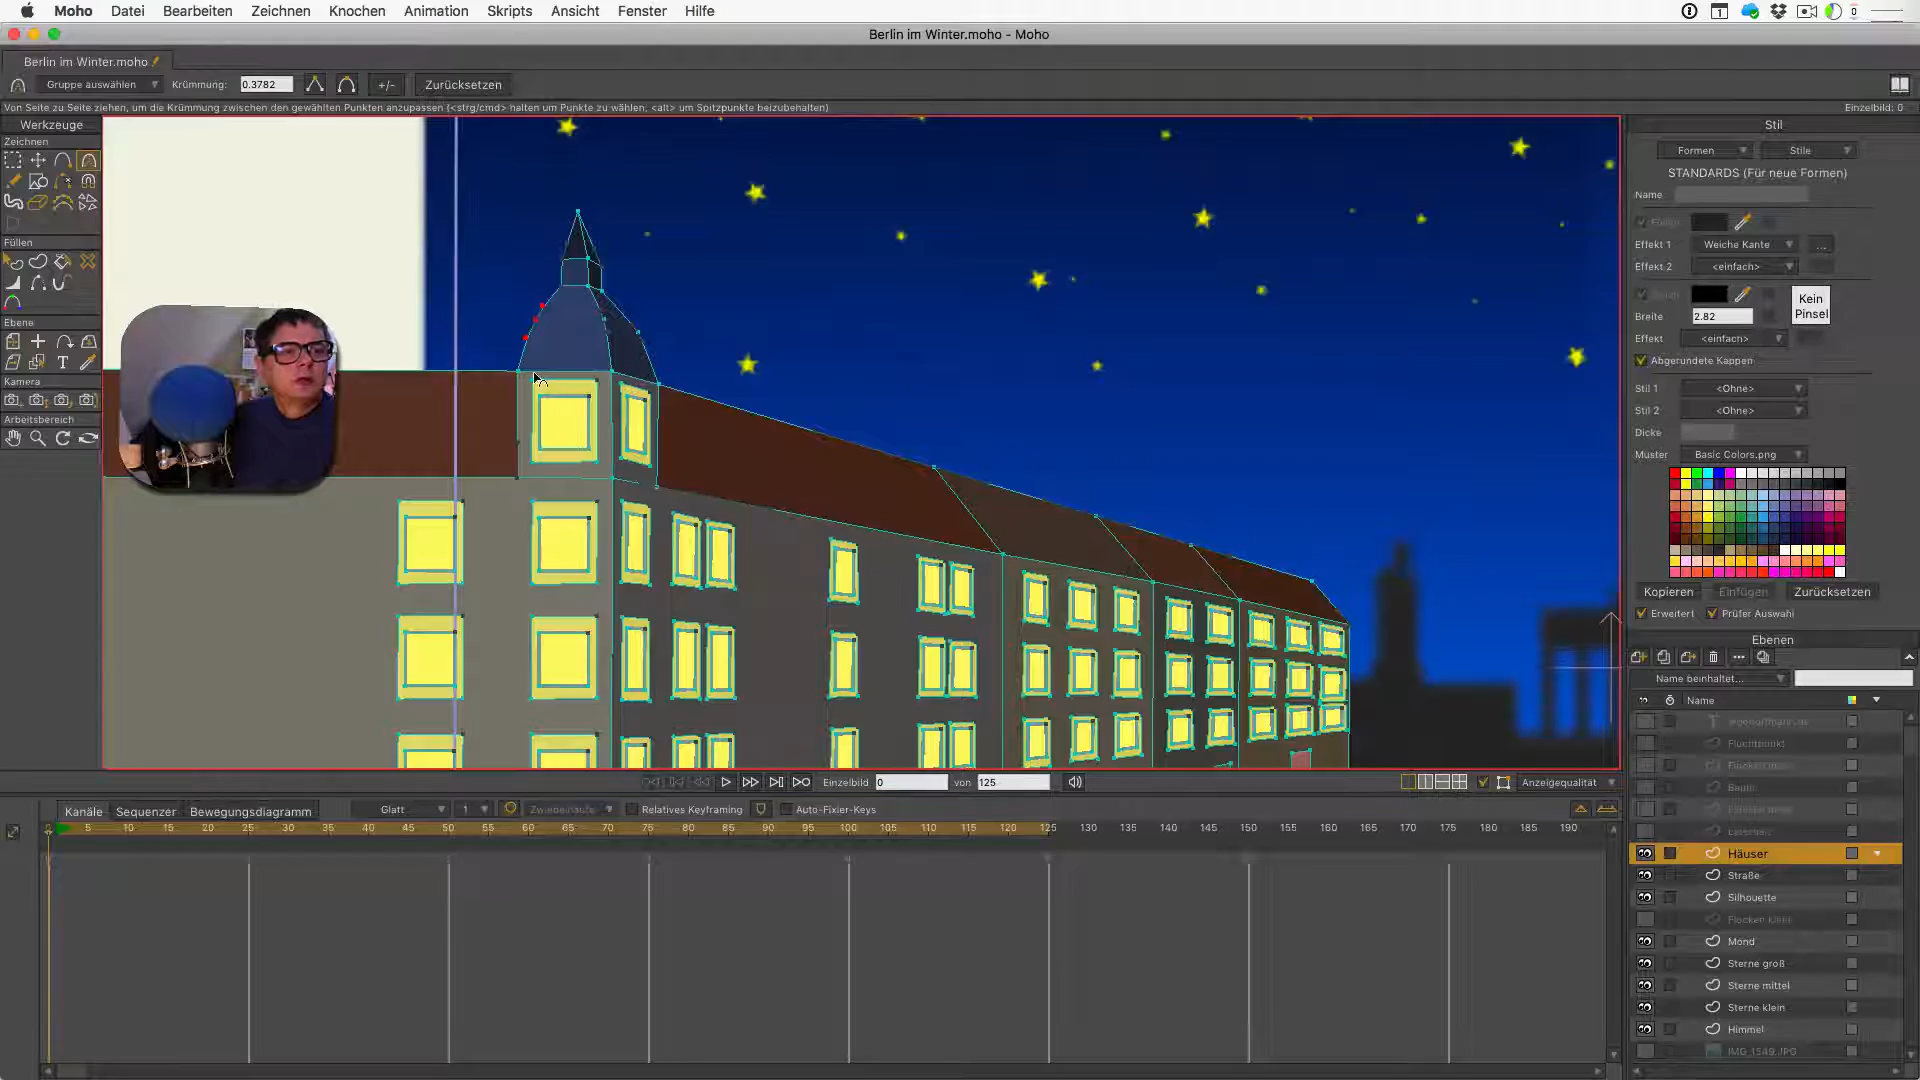 Moho Datei Bearbeiten Zeichnen Knochen Animation Skripts Ansicht Fenster Hilfe
Berlin im Winter.moho - Moho
Berlin im Winter.moho
Gruppe auswählen Krümmung: 0.3782 +/- Zurücksetzen
Von Seite zu Seite ziehen, um die Krümmung zwischen den gewählten Punkten anzupassen (<strg/cmd> halten um Punkte zu wählen; <alt> um Spitzpunkte beizubehalten) Einzelbild: 0
Werkzeuge
Zeichnen
Füllen
Ebene
Kamera
Arbeitsbereich
Stil
Formen Stile
STANDARDS (Für neue Formen)
Name
Effekt 1 Weiche Kante ...
Effekt 2 <einfach>
Breite 2.82
Kein
Pinsel
Effekt <einfach>
Abgerundete Kappen
Stil 1 <Ohne>
Stil 2 <Ohne>
Dicke
Muster Basic Colors.png
Kopieren Einfügen Zurücksetzen
Erweitert Prüfer Auswahl
Ebenen
Name beinhaltet...
Name
Fluchtpunkt
Häuser
Straße
Silhouette
Flocken klein
Mond
Sterne groß
Sterne mittel
Sterne klein
Himmel
IMG_1549.JPG
Einzelbild 0 von 125 Anzeigequalität
Kanäle Sequenzer Bewegungsdiagramm Glatt 1 Relatives Keyframing Auto-Fixier-Keys
0 5 10 15 20 25 30 35 40 45 50 55 60 65 70 75 80 85 90 95 100 105 110 115 120 125 130 135 140 145 150 155 160 165 170 175 180 185 190